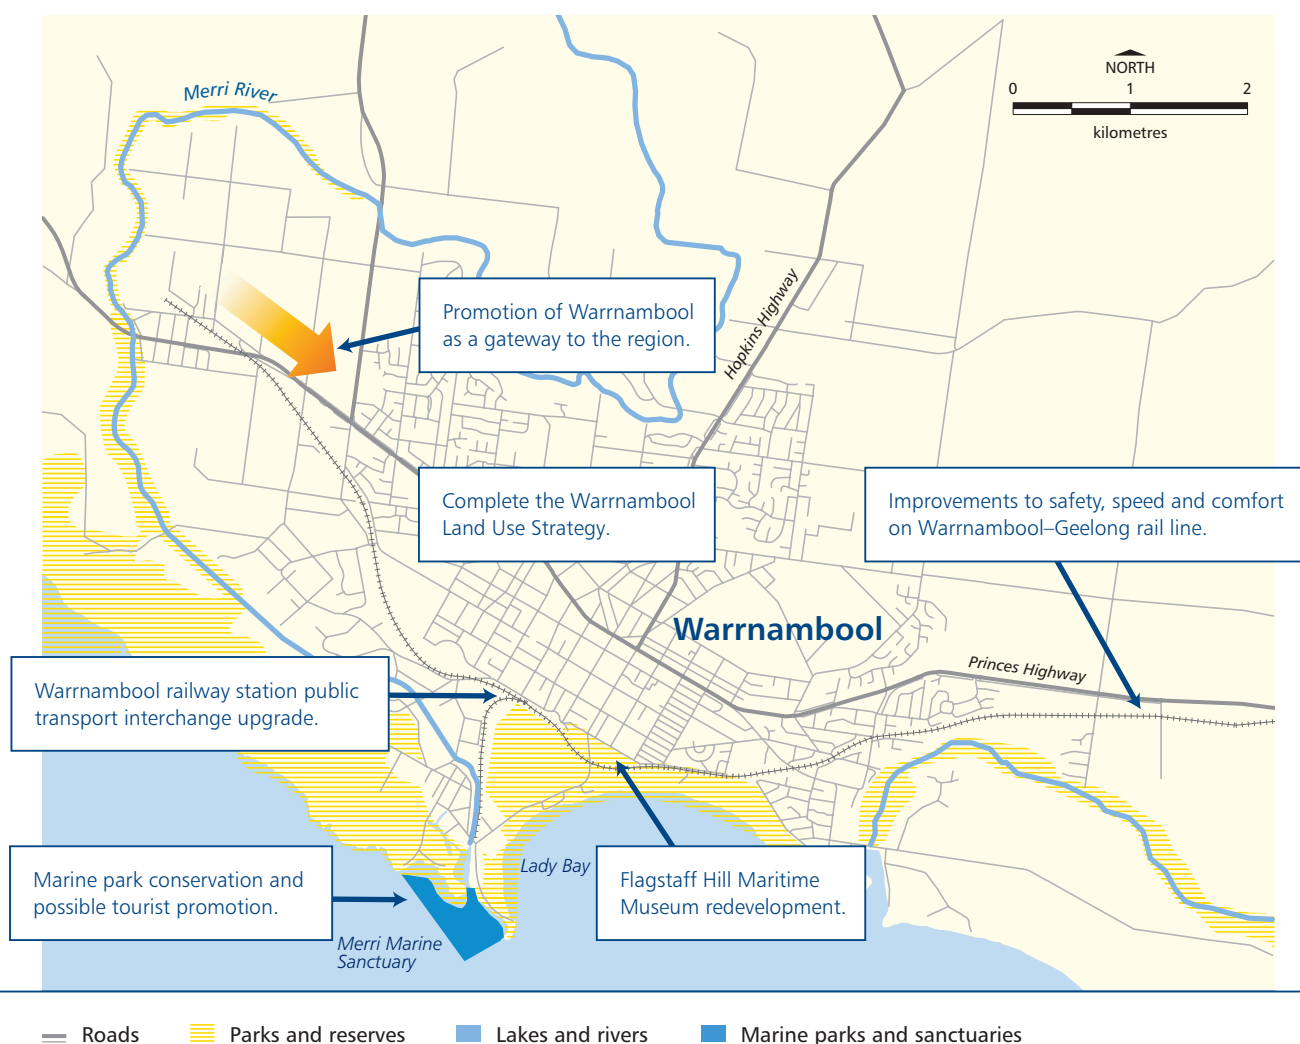 Merri River
NORTH
0 1 2
kilometres
Promotion of Warrnambool
as a gateway to the region.
Hopkins Highway
Complete the Warrnambool
Land Use Strategy.
Improvements to safety, speed and comfort
on Warrnambool–Geelong rail line.
Warrnambool
Princes Highway
Warrnambool railway station public
transport interchange upgrade.
Lady Bay
Marine park conservation and
possible tourist promotion.
Flagstaff Hill Maritime
Museum redevelopment.
Merri Marine
Sanctuary
Roads
Parks and reserves
Lakes and rivers
Marine parks and sanctuaries